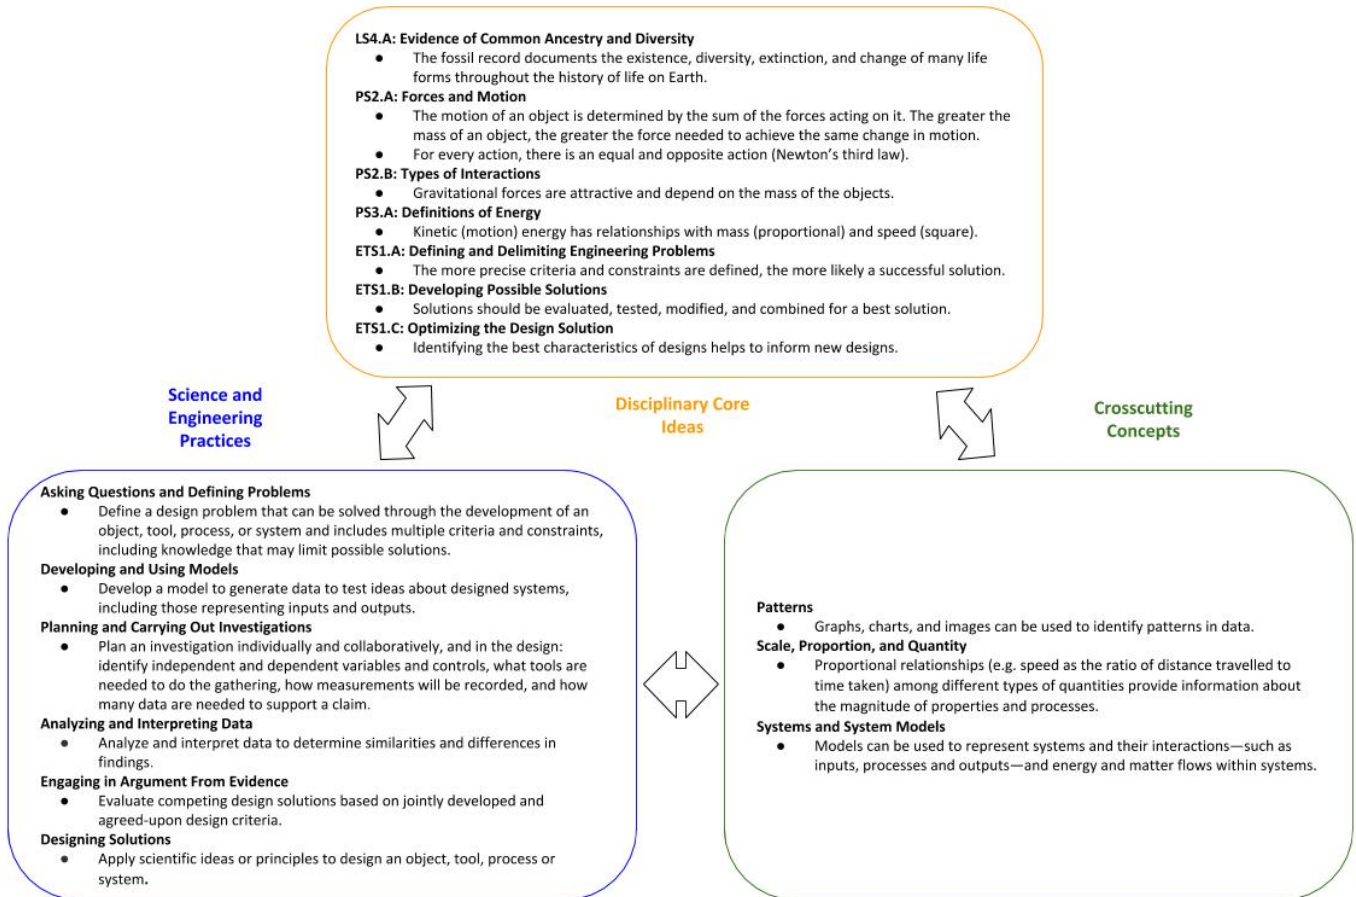 LS4.A: Evidence of Common Ancestry and Diversity
● The fossil record documents the existence, diversity, extinction, and change of many life
forms throughout the history of life on Earth.
PS2.A: Forces and Motion
● The motion of an object is determined by the sum of the forces acting on it. The greater the
mass of an object, the greater the force needed to achieve the same change in motion.
● For every action, there is an equal and opposite action (Newton’s third law).
PS2.B: Types of Interactions
● Gravitational forces are attractive and depend on the mass of the objects.
PS3.A: Definitions of Energy
● Kinetic (motion) energy has relationships with mass (proportional) and speed (square).
ETS1.A: Defining and Delimiting Engineering Problems
● The more precise criteria and constraints are defined, the more likely a successful solution.
ETS1.B: Developing Possible Solutions
● Solutions should be evaluated, tested, modified, and combined for a best solution.
ETS1.C: Optimizing the Design Solution
● Identifying the best characteristics of designs helps to inform new designs.
Science and
Engineering
Practices
Disciplinary Core
Ideas
Crosscutting
Concepts
Asking Questions and Defining Problems
● Define a design problem that can be solved through the development of an
object, tool, process, or system and includes multiple criteria and constraints,
including knowledge that may limit possible solutions.
Developing and Using Models
● Develop a model to generate data to test ideas about designed systems,
including those representing inputs and outputs.
Planning and Carrying Out Investigations
● Plan an investigation individually and collaboratively, and in the design:
identify independent and dependent variables and controls, what tools are
needed to do the gathering, how measurements will be recorded, and how
many data are needed to support a claim.
Analyzing and Interpreting Data
● Analyze and interpret data to determine similarities and differences in
findings.
Engaging in Argument From Evidence
● Evaluate competing design solutions based on jointly developed and
agreed-upon design criteria.
Designing Solutions
● Apply scientific ideas or principles to design an object, tool, process or
system.
Patterns
● Graphs, charts, and images can be used to identify patterns in data.
Scale, Proportion, and Quantity
● Proportional relationships (e.g. speed as the ratio of distance travelled to
time taken) among different types of quantities provide information about
the magnitude of properties and processes.
Systems and System Models
● Models can be used to represent systems and their interactions—such as
inputs, processes and outputs—and energy and matter flows within systems.